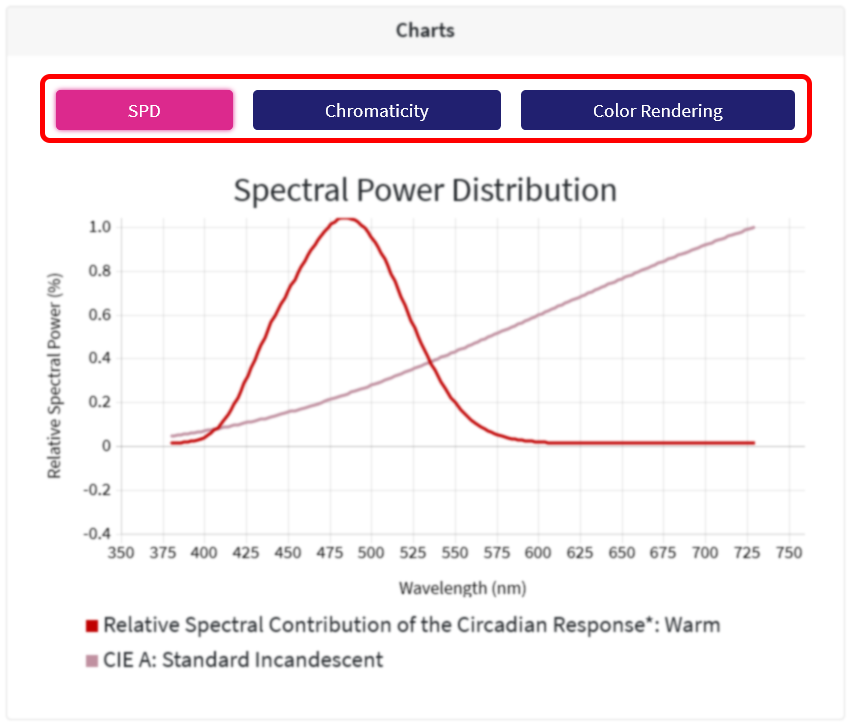 Charts
SPD Chromaticity Color Rendering
Spectral Power Distribution
Relative Spectral Power (%)
1.0
0.8
0.6
0.4
0.2
0
-0.2
-0.4
350 375 400 425 450 475 500 525 550 575 600 625 650 675 700 725 750
Wavelength (nm)
Relative Spectral Contribution of the Circadian Response*: Warm
CIE A: Standard Incandescent